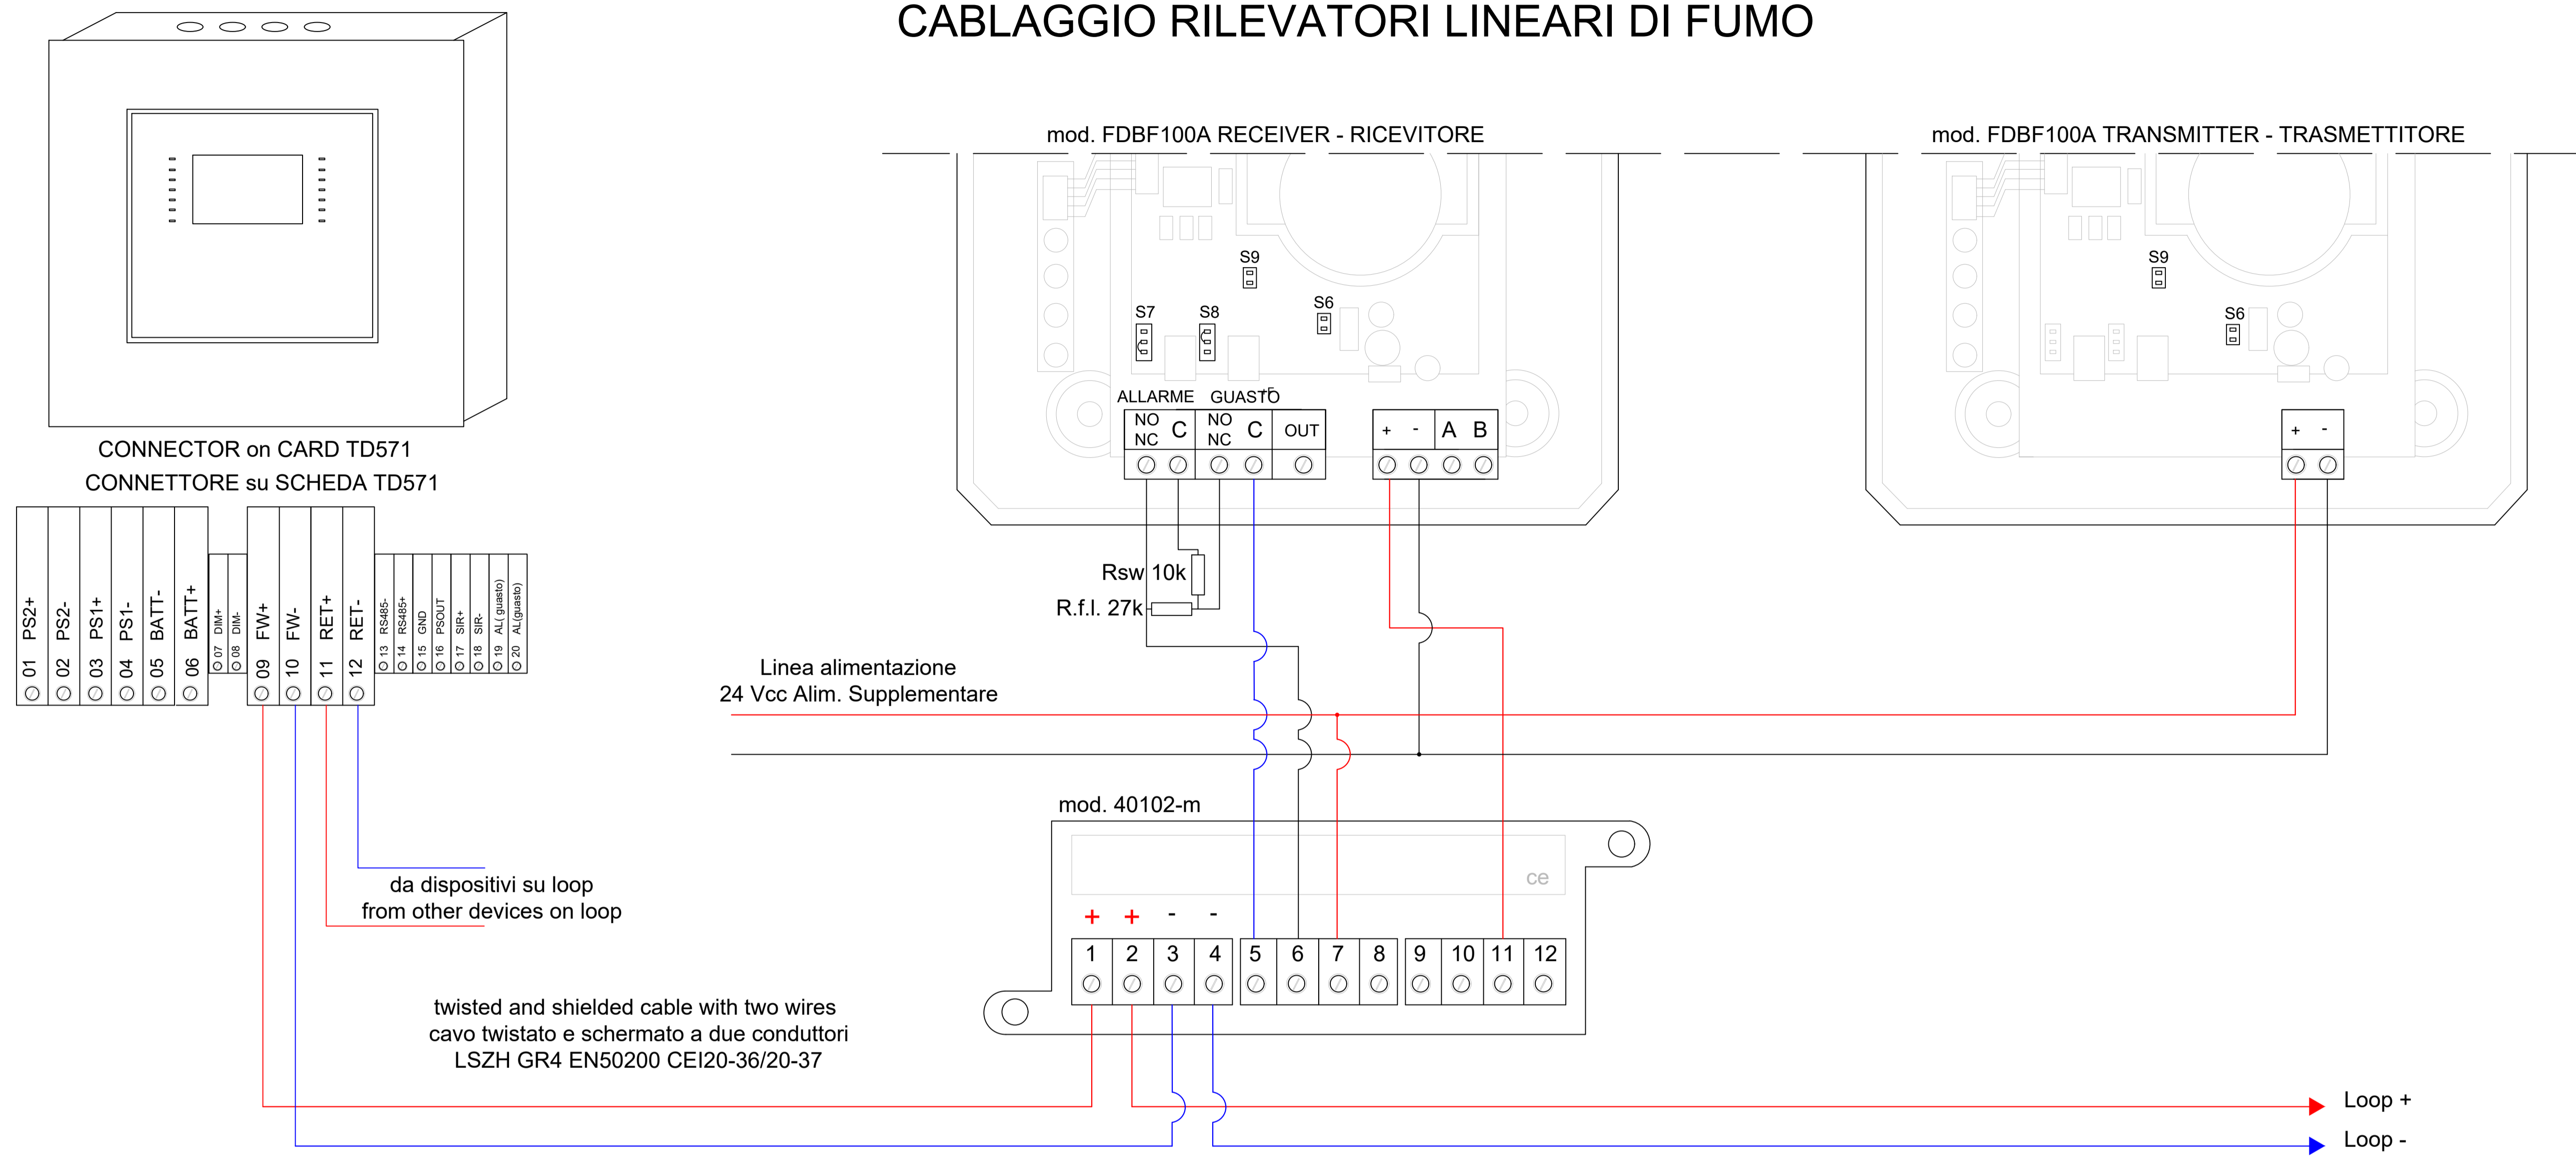 CABLAGGIO RILEVATORI LINEARI DI FUMO
mod. FDBF100A RECEIVER - RICEVITORE
mod. FDBF100A TRANSMITTER - TRASMETTITORE
S9
S7
S8
S6
S9
S6
ALLARME
GUASTO
NO
NC
C
NO
NC
C
OUT
+
-
A
B
+
-
CONNECTOR on CARD TD571
CONNETTORE su SCHEDA TD571
01 PS2+
02 PS2-
03 PS1+
04 PS1-
05 BATT-
06 BATT+
07 DIM+
08 DIM-
09 FW+
10 FW-
11 RET+
12 RET-
13 RS485-
14 RS485+
15 GND
16 PSOUT
17 SIR+
18 SIR-
19 AL( guasto)
20 AL(guasto)
Rsw 10k
R.f.l. 27k
Linea alimentazione
24 Vcc Alim. Supplementare
mod. 40102-m
ce
+ + - -
1 2 3 4 5 6 7 8 9 10 11 12
da dispositivi su loop
from other devices on loop
twisted and shielded cable with two wires
cavo twistato e schermato a due conduttori
LSZH GR4 EN50200 CEI20-36/20-37
Loop +
Loop -